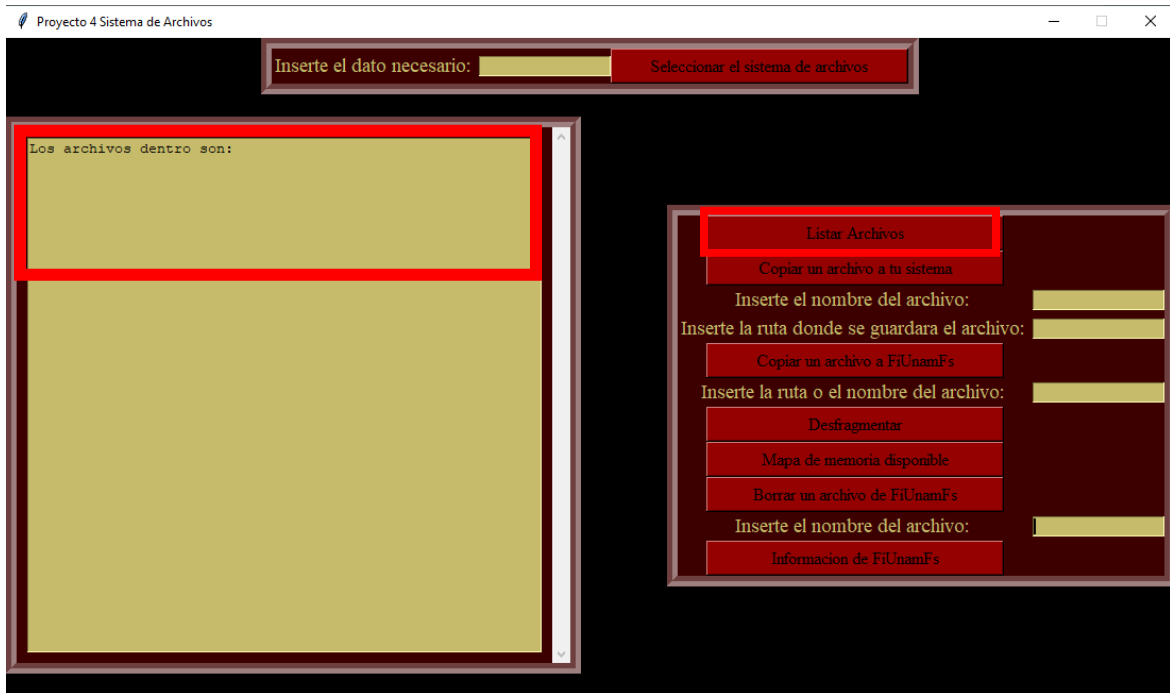 Proyecto 4 Sistema de Archivos
Inserte el dato necesario:
Seleccionar el sistema de archivos
Los archivos dentro son:
Listar Archivos
Copiar un archivo a tu sistema
Inserte el nombre del archivo:
Inserte la ruta donde se guardara el archivo:
Copiar un archivo a FiUnamFs
Inserte la ruta o el nombre del archivo:
Desfragmentar
Mapa de memoria disponible
Borrar un archivo de FiUnamFs
Inserte el nombre del archivo:
Informacion de FiUnamFs